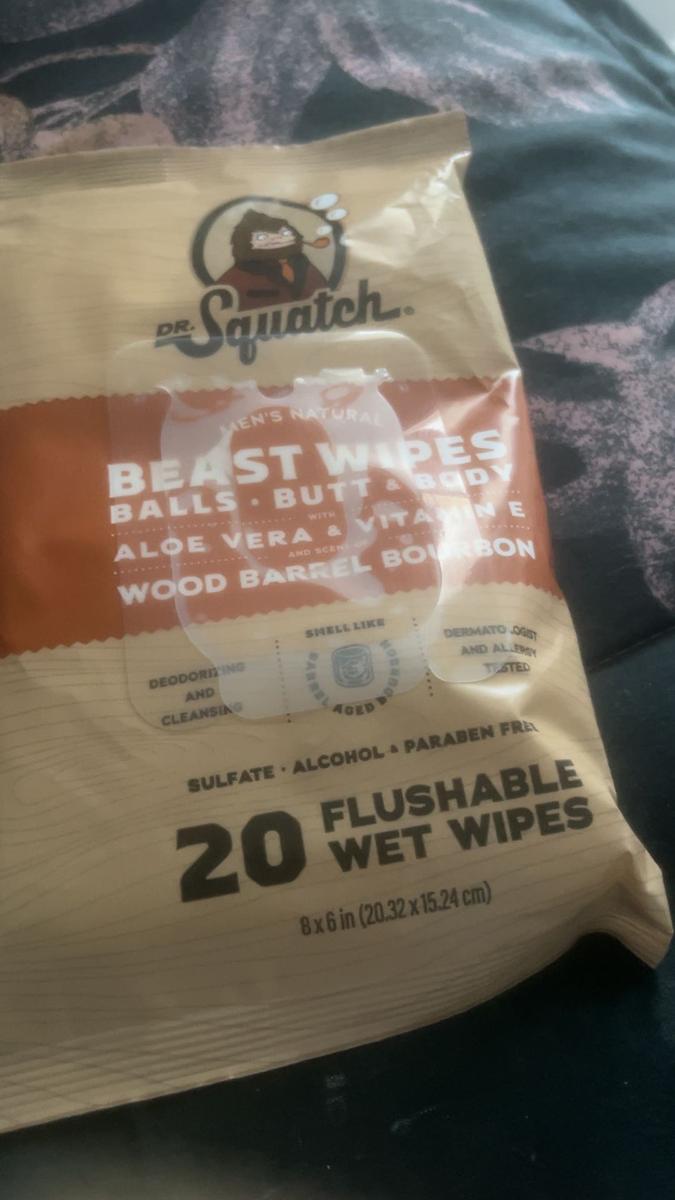 DR. Squatch®
MEN'S NATURAL
BEAST WIPES
BALLS · BUTT & BODY
WITH
ALOE VERA & VITAMIN E
AND SCENT
WOOD BARREL BOURBON
DEODORIZING
AND
CLEANSING
SMELL LIKE
BARREL AGED BOURBON
DERMATOLOGIST
AND ALLERGY
TESTED
SULFATE · ALCOHOL & PARABEN FREE
20 FLUSHABLE
WET WIPES
8 x 6 in (20.32 x 15.24 cm)